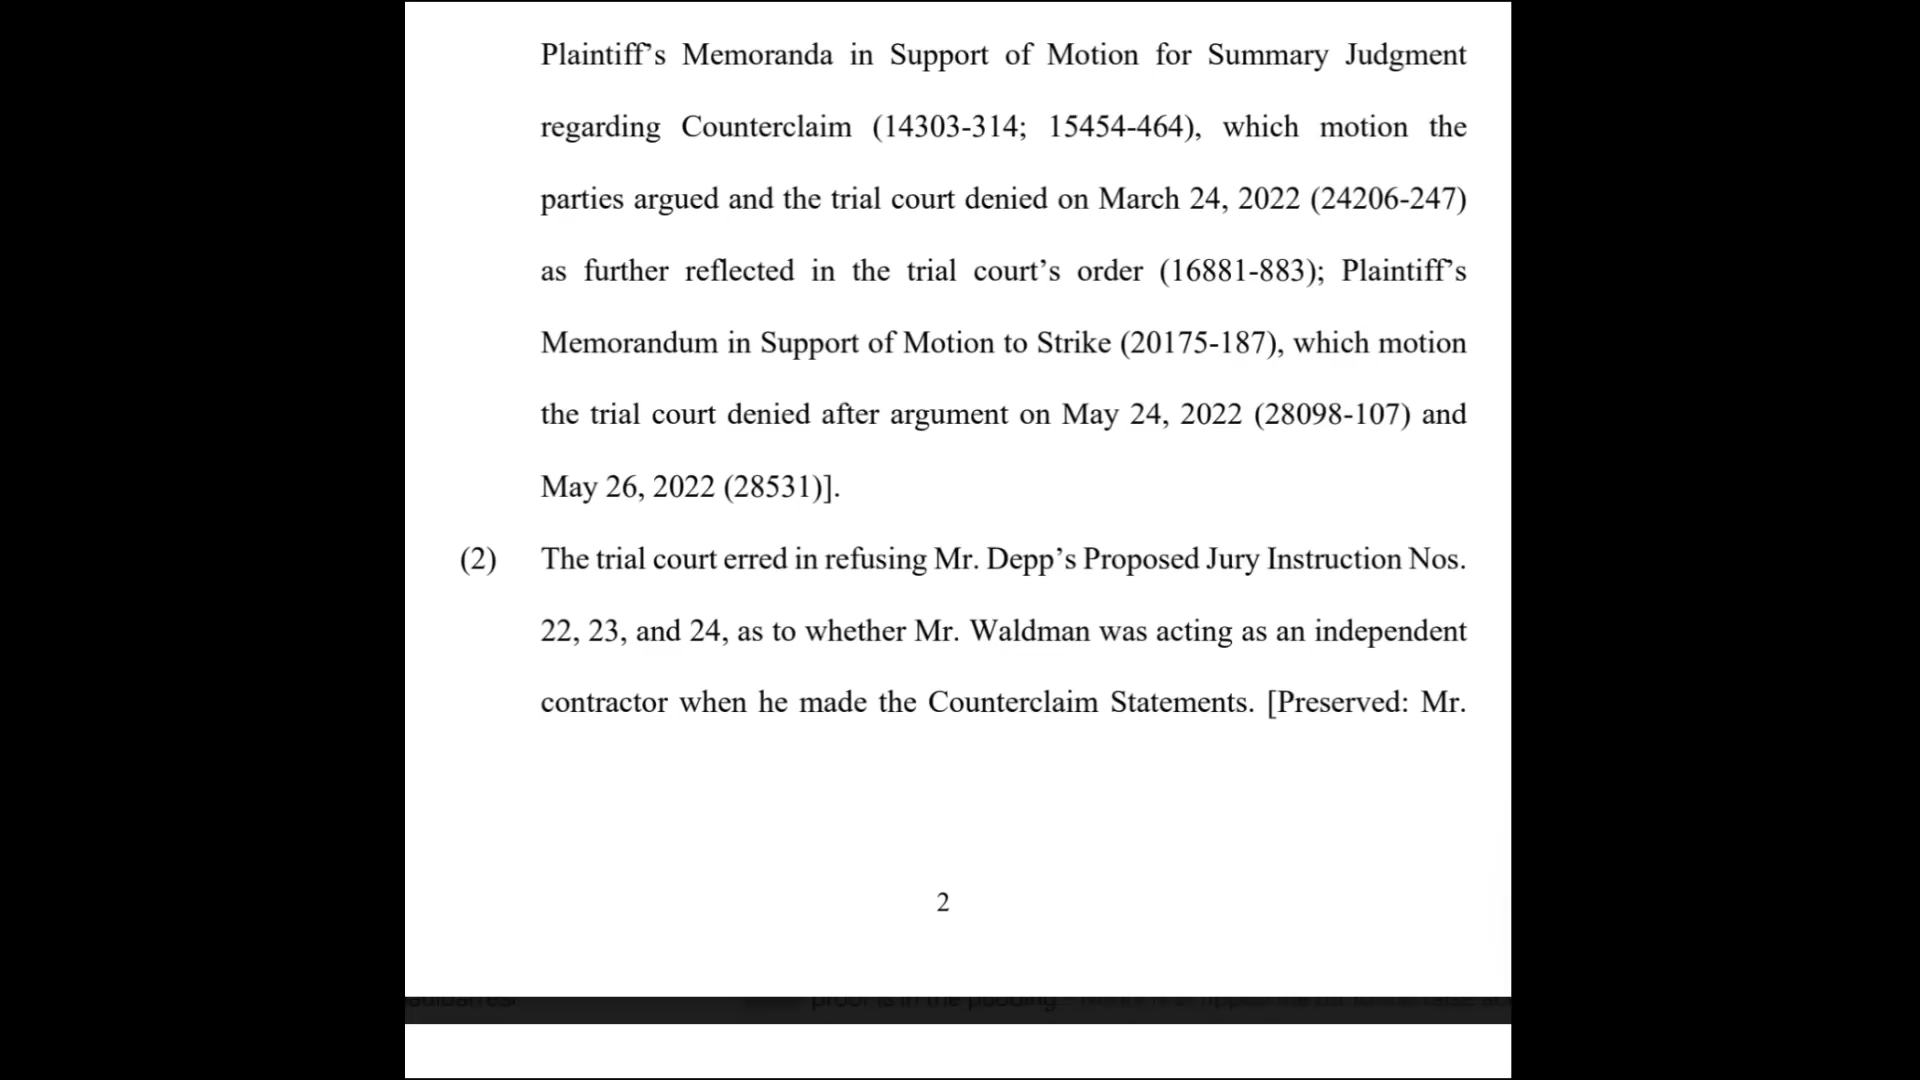 Plaintiff’s Memoranda in Support of Motion for Summary Judgment
regarding Counterclaim (14303-314; 15454-464), which motion the
parties argued and the trial court denied on March 24, 2022 (24206-247)
as further reflected in the trial court’s order (16881-883); Plaintiff’s
Memorandum in Support of Motion to Strike (20175-187), which motion
the trial court denied after argument on May 24, 2022 (28098-107) and
May 26, 2022 (28531)].
(2) The trial court erred in refusing Mr. Depp’s Proposed Jury Instruction Nos.
22, 23, and 24, as to whether Mr. Waldman was acting as an independent
contractor when he made the Counterclaim Statements. [Preserved: Mr.
2
proof is in the pudding.